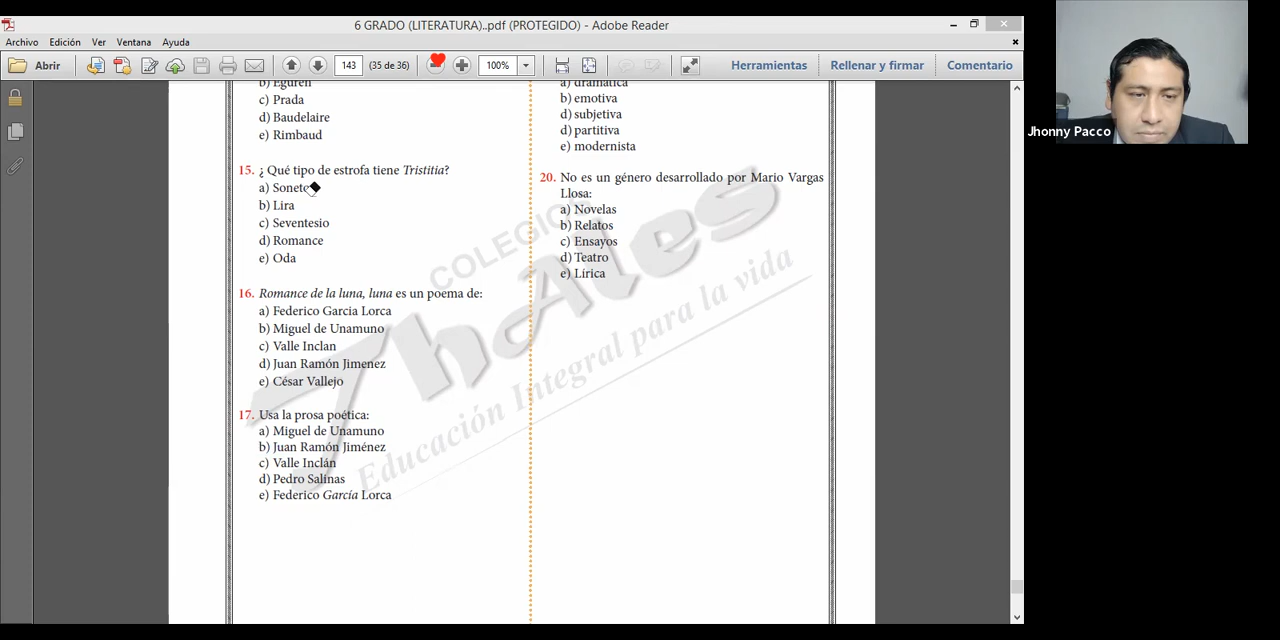 6 GRADO (LITERATURA)..pdf (PROTEGIDO) - Adobe Reader
Archivo Edición Ver Ventana Ayuda
Abrir 143 (35 de 36) 100% Herramientas Rellenar y firmar Comentario
b) Eguren
c) Prada
d) Baudelaire
e) Rimbaud
15. ¿ Qué tipo de estrofa tiene Tristitia?
a) Soneto
b) Lira
c) Seventesio
d) Romance
e) Oda
16. Romance de la luna, luna es un poema de:
a) Federico Garcia Lorca
b) Miguel de Unamuno
c) Valle Inclan
d) Juan Ramón Jimenez
e) César Vallejo
17. Usa la prosa poética:
a) Miguel de Unamuno
b) Juan Ramón Jiménez
c) Valle Inclán
d) Pedro Salinas
e) Federico García Lorca
a) dramática
b) emotiva
d) subjetiva
d) partitiva
e) modernista
20. No es un género desarrollado por Mario Vargas
Llosa:
a) Novelas
b) Relatos
c) Ensayos
d) Teatro
e) Lírica
COLEGIO
Thales
Educación Integral para la vida
Jhonny Pacco